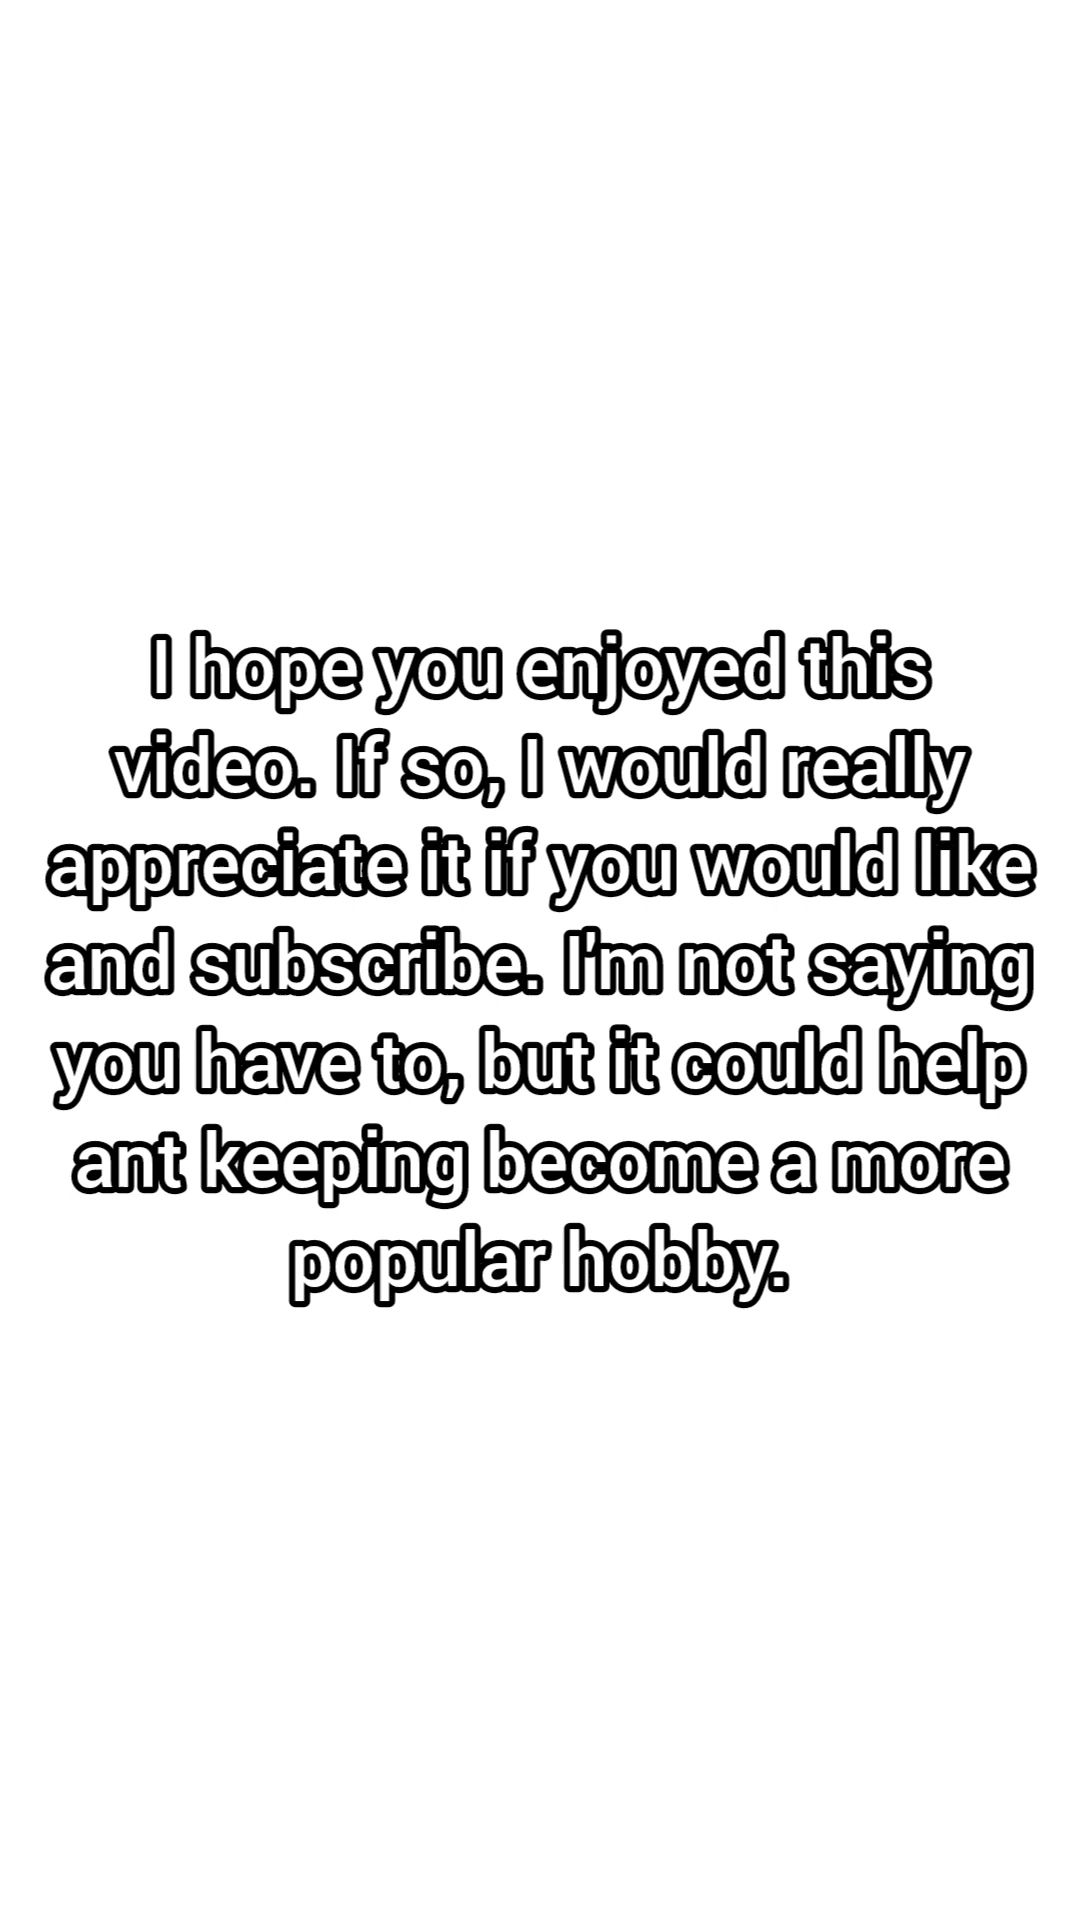 I hope you enjoyed this
video. If so, I would really
appreciate it if you would like
and subscribe. I'm not saying
you have to, but it could help
ant keeping become a more
popular hobby.